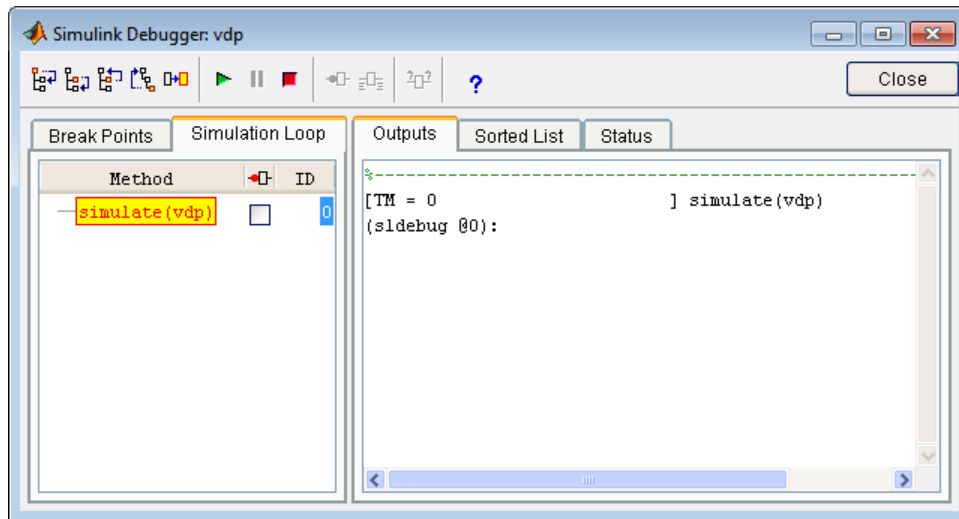 Simulink Debugger: vdp
? Close
Break Points Simulation Loop
Outputs Sorted List Status
Method ID
simulate(vdp) 0
%----------------------------------------------------------
[TM = 0 ] simulate(vdp)
(sldebug @0):